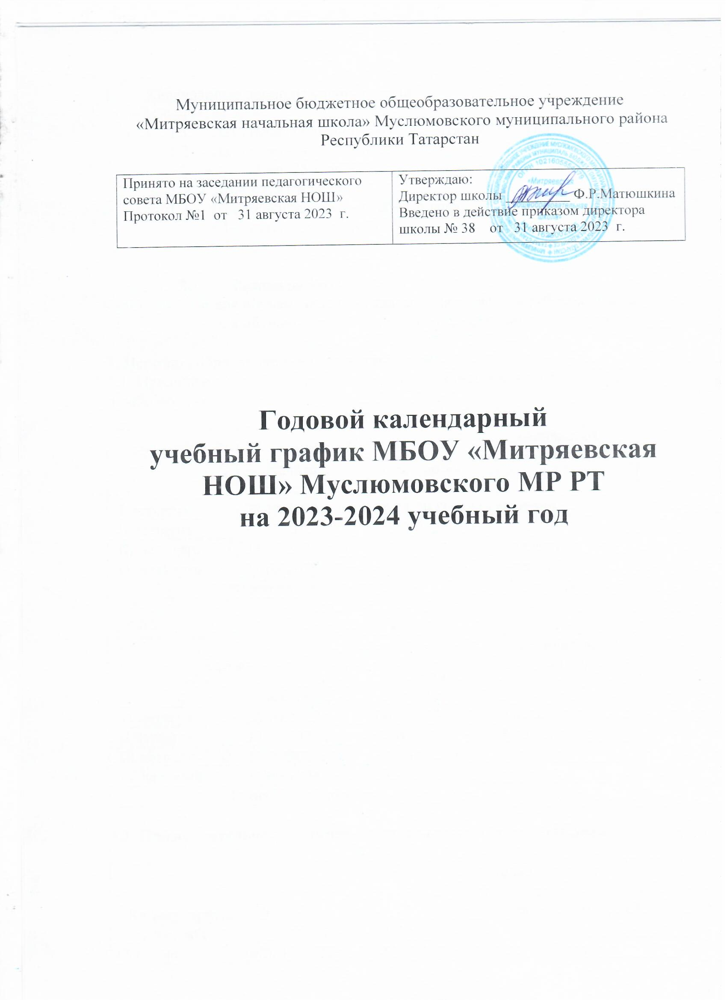 Муниципальное бюджетное общеобразовательное учреждение
«Митряевская начальная школа» Муслюмовского муниципального района
Республики Татарстан
Принято на заседании педагогического
совета МБОУ «Митряевская НОШ»
Протокол №1 от 31 августа 2023 г.
Утверждаю:
Директор школы __________ Ф.Р.Матюшкина
Введено в действие приказом директора
школы № 38 от 31 августа 2023 г.
«Митряевская
общеобразовательная
школа»
Годовой календарный
учебный график МБОУ «Митряевская
НОШ» Муслюмовского МР РТ
на 2023-2024 учебный год